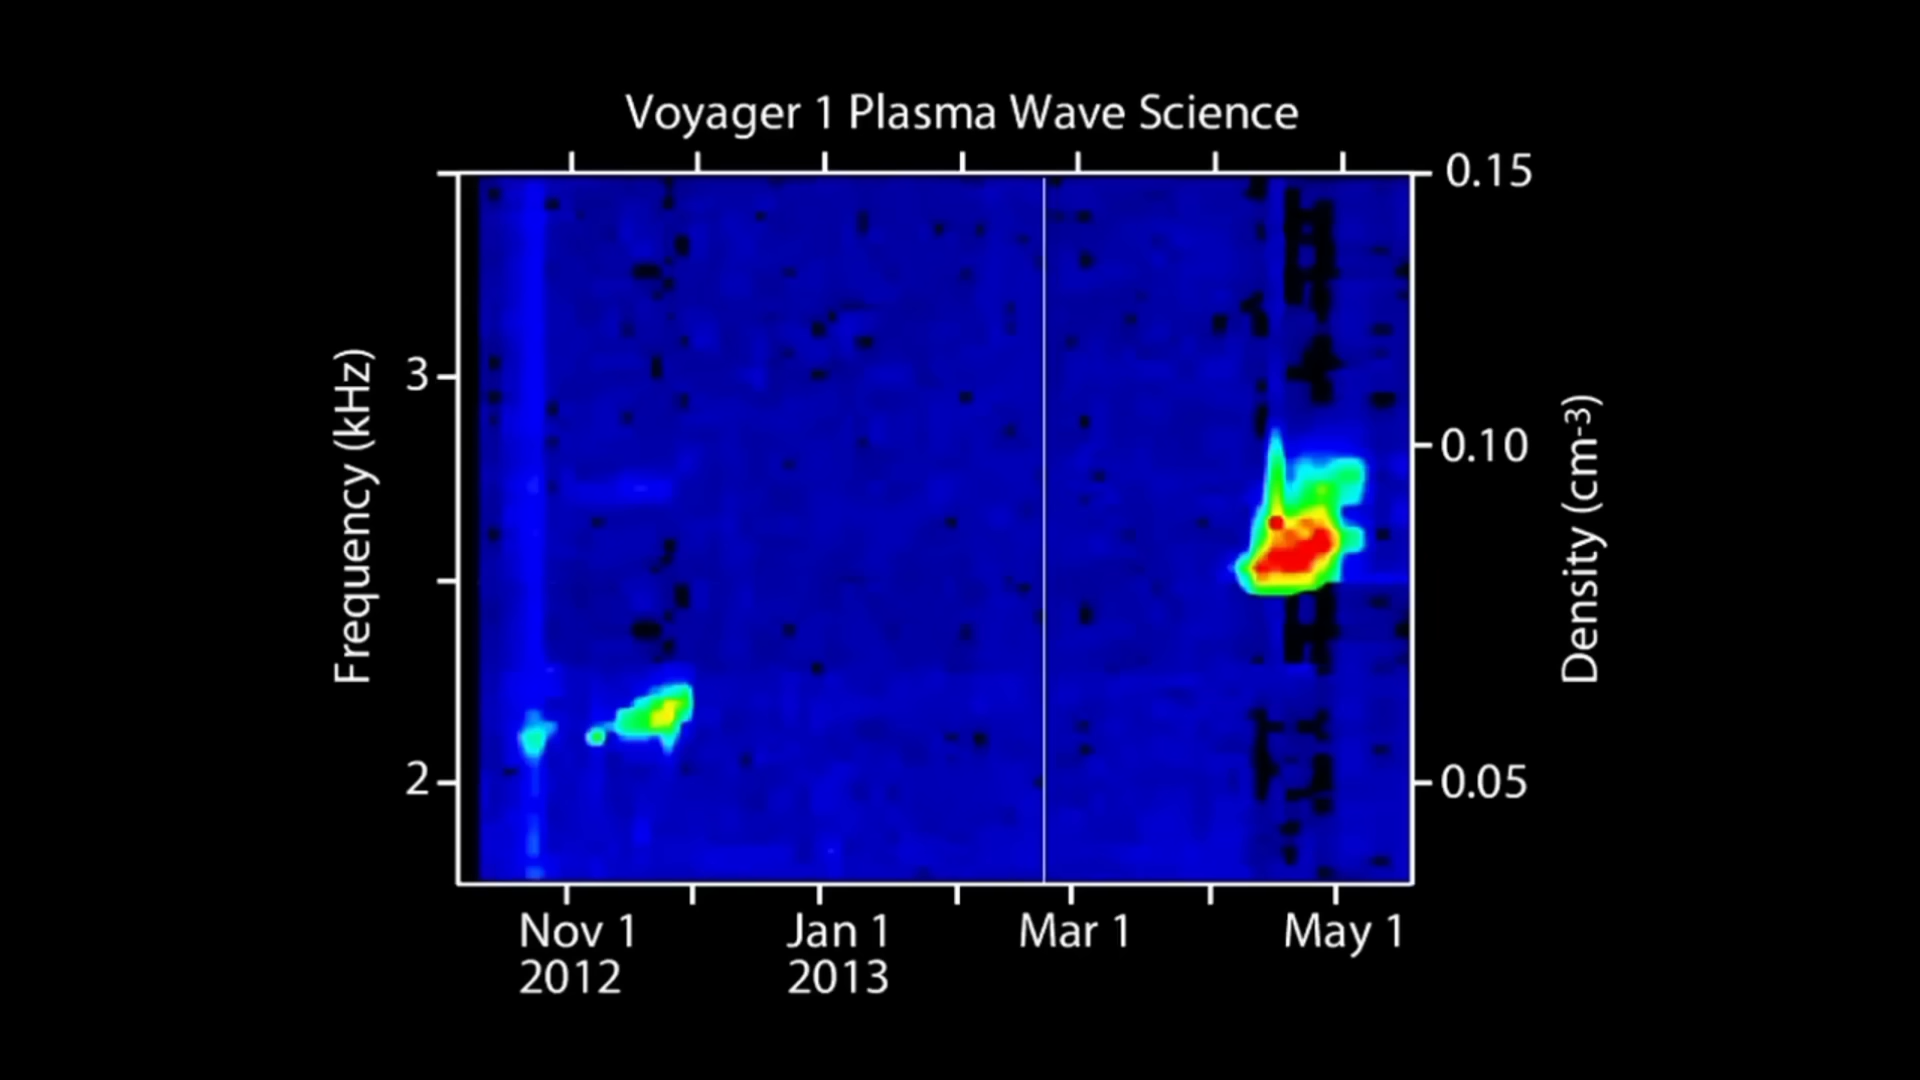 Voyager 1 Plasma Wave Science
0.15
3
0.10
Frequency (kHz)
Density (cm-3)
2
0.05
Nov 1
2012
Jan 1
2013
Mar 1
May 1